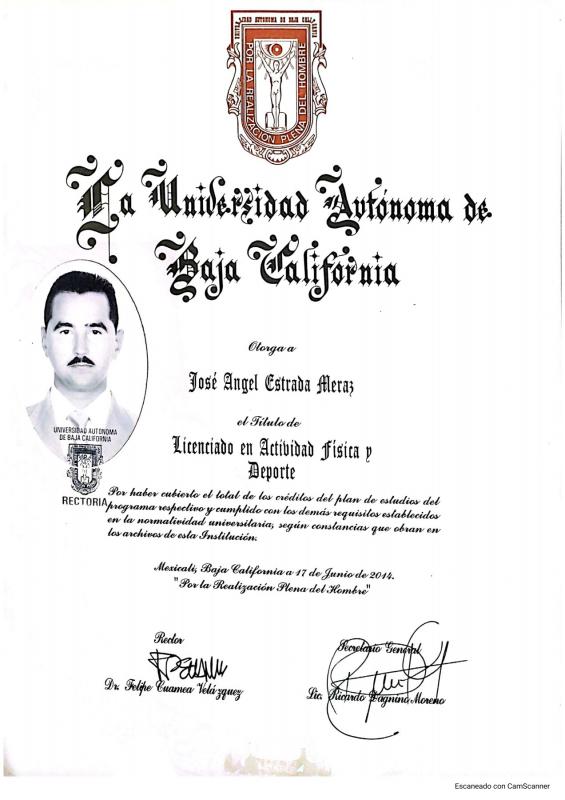 UNIVERSIDAD AUTONOMA DE BAJA CALIFORNIA
POR LA REALIZACION PLENA DEL HOMBRE
La Universidad Autónoma de
Baja California
Otorga a
José Angel Estrada Meraz
el Título de
Licenciado en Actividad Física y
Deporte
UNIVERSIDAD AUTONOMA
DE BAJA CALIFORNIA
RECTORIA
Por haber cubierto el total de los créditos del plan de estudios del
programa respectivo y cumplido con los demás requisitos establecidos
en la normatividad universitaria, según constancias que obran en
los archivos de esta Institución.
Mexicali, Baja California a 17 de Junio de 2014.
"Por la Realización Plena del Hombre"
Rector
Dr. Felipe Cuamea Velázquez
Secretario General
Lic. Ricardo Dagnino Moreno
Escaneado con CamScanner